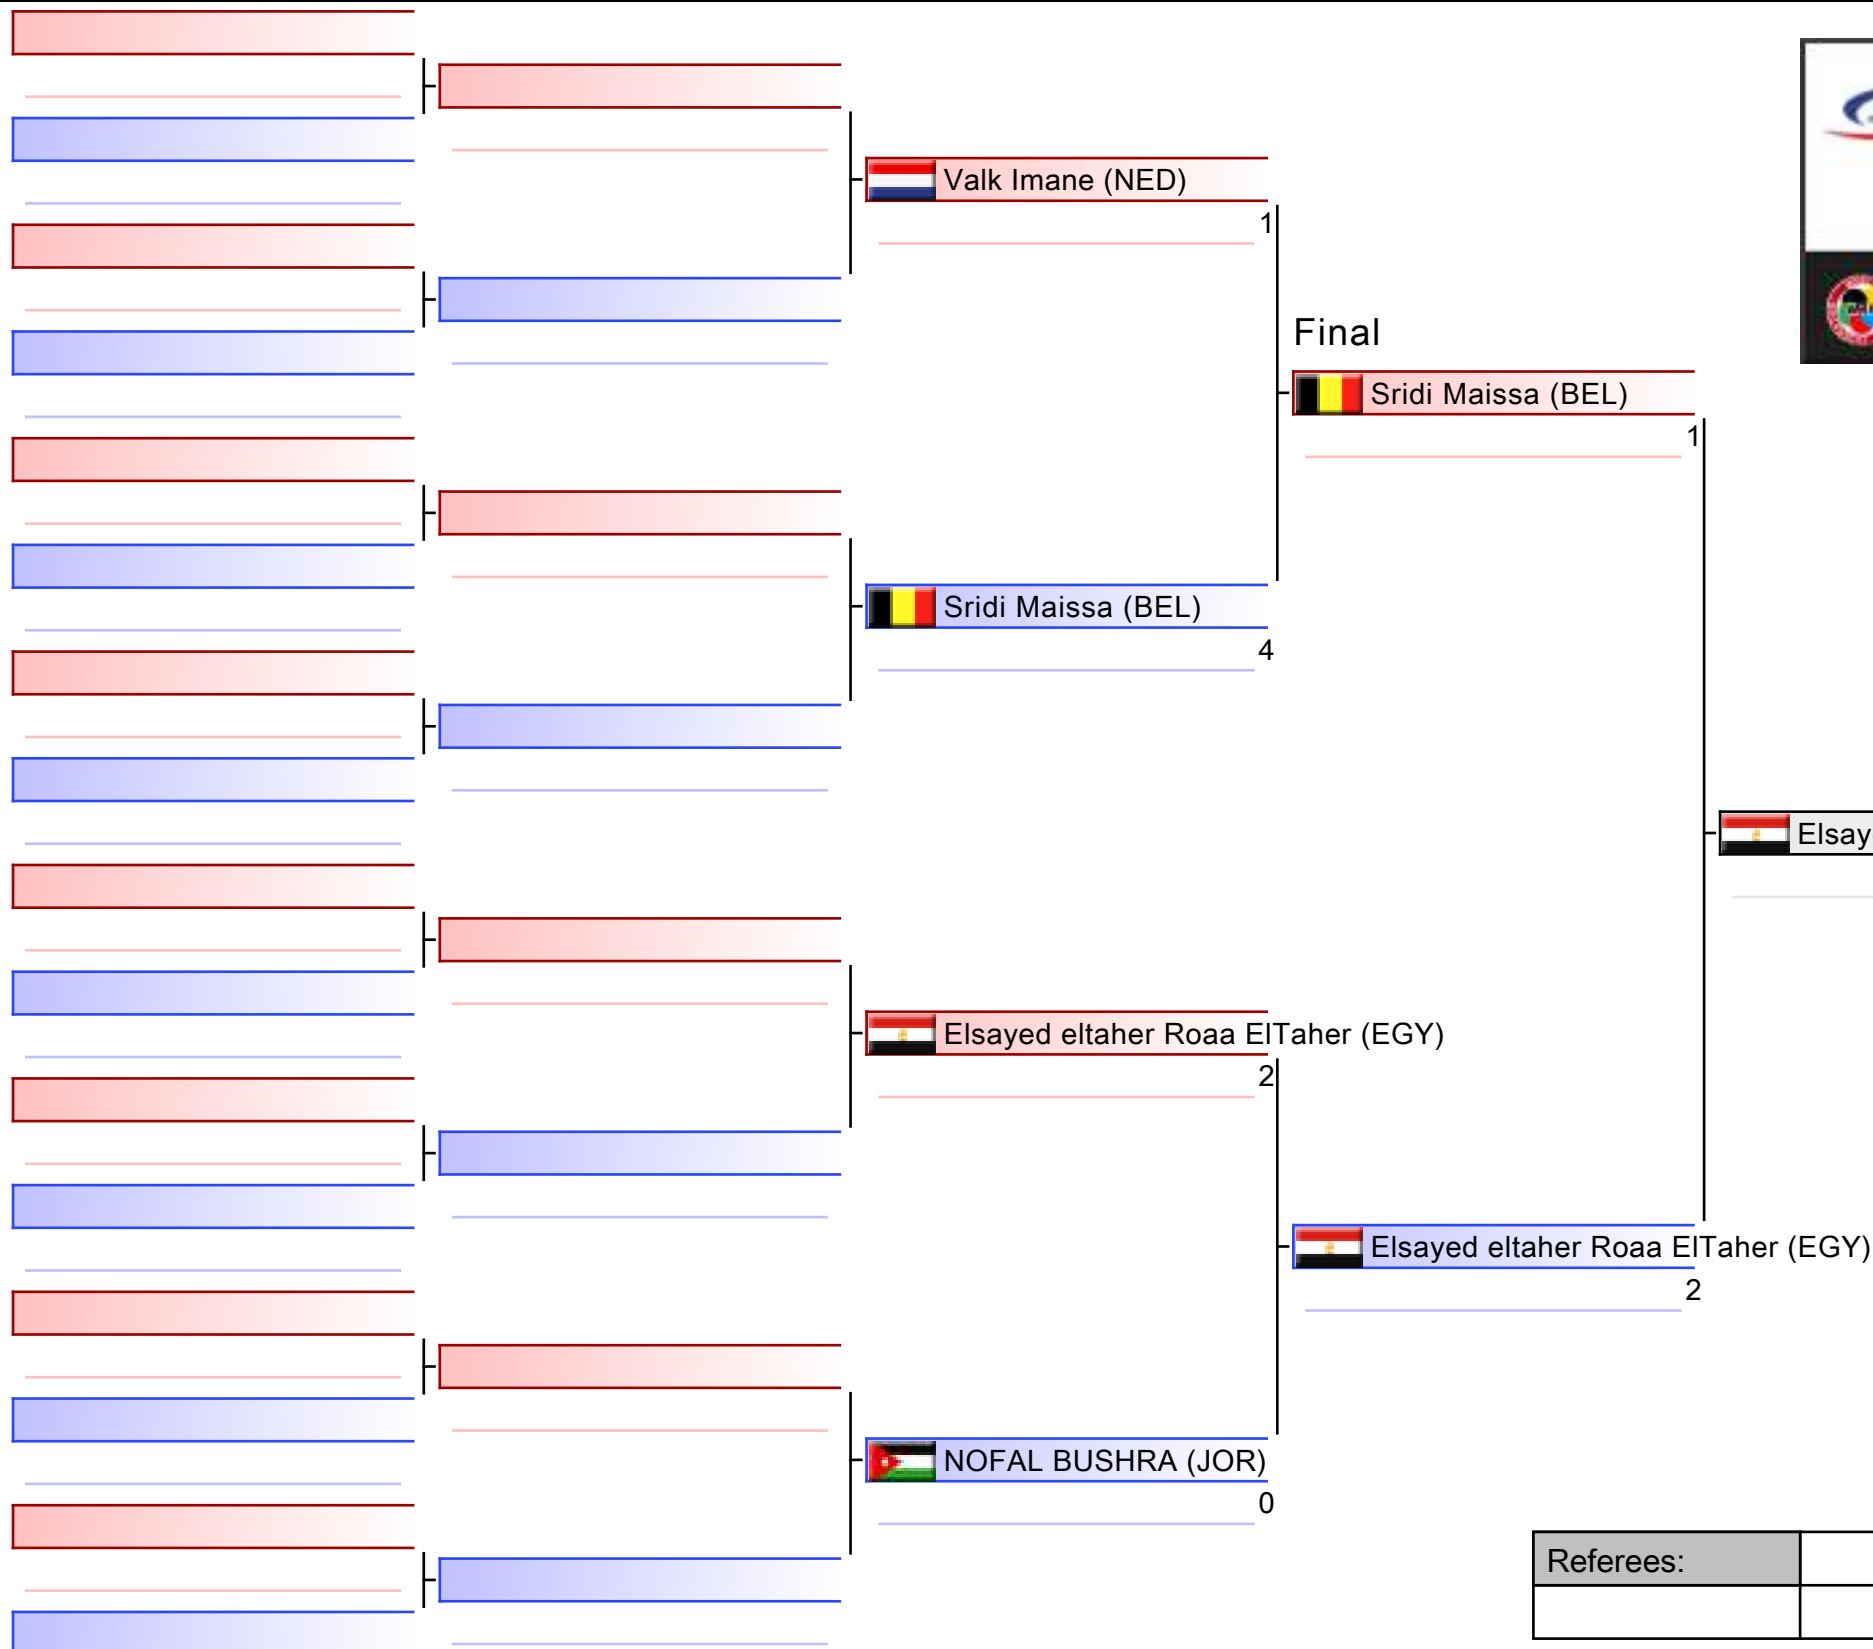 Valk Imane (NED)
1
Final
Sridi Maissa (BEL)
1
Sridi Maissa (BEL)
4
Elsay
Elsayed eltaher Roaa ElTaher (EGY)
2
Elsayed eltaher Roaa ElTaher (EGY)
2
NOFAL BUSHRA (JOR)
0
Referees: